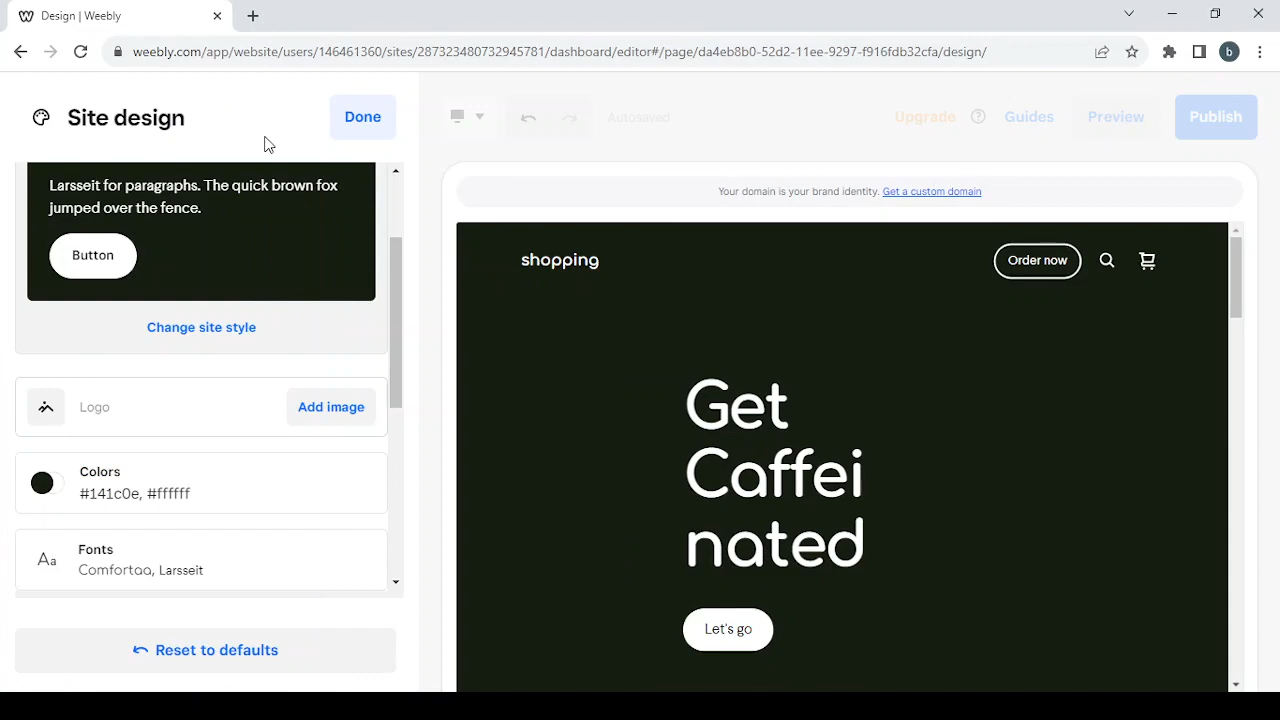 Design | Weebly
weebly.com/app/website/users/146461360/sites/287323480732945781/dashboard/editor#/page/da4eb8b0-52d2-11ee-9297-f916fdb32cfa/design/
b
Site design
Done
Autosaved
Upgrade
Guides
Preview
Publish
Larsseit for paragraphs. The quick brown fox
jumped over the fence.
Button
Change site style
Logo
Add image
Colors
#141c0e, #ffffff
Aa
Fonts
Comfortaa, Larsseit
Reset to defaults
Your domain is your brand identity. Get a custom domain
shopping
Order now
Get
Caffei
nated
Let's go